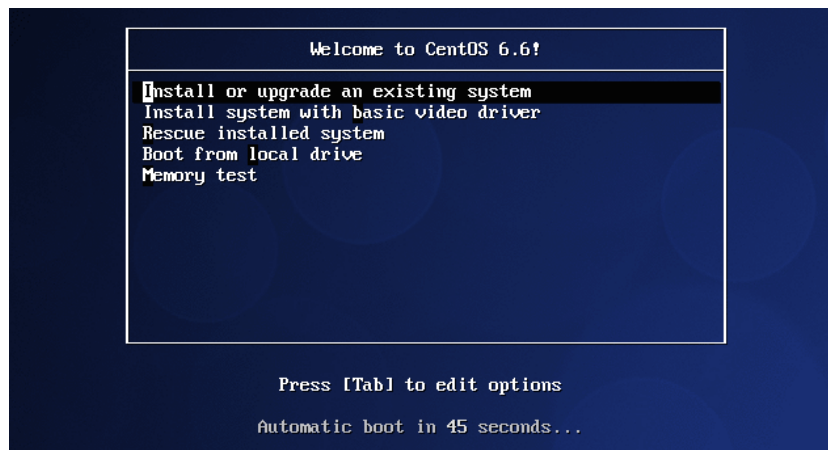 Welcome to CentOS 6.6!
Install or upgrade an existing system
Install system with basic video driver
Rescue installed system
Boot from local drive
Memory test
Press [Tab] to edit options
Automatic boot in 45 seconds...